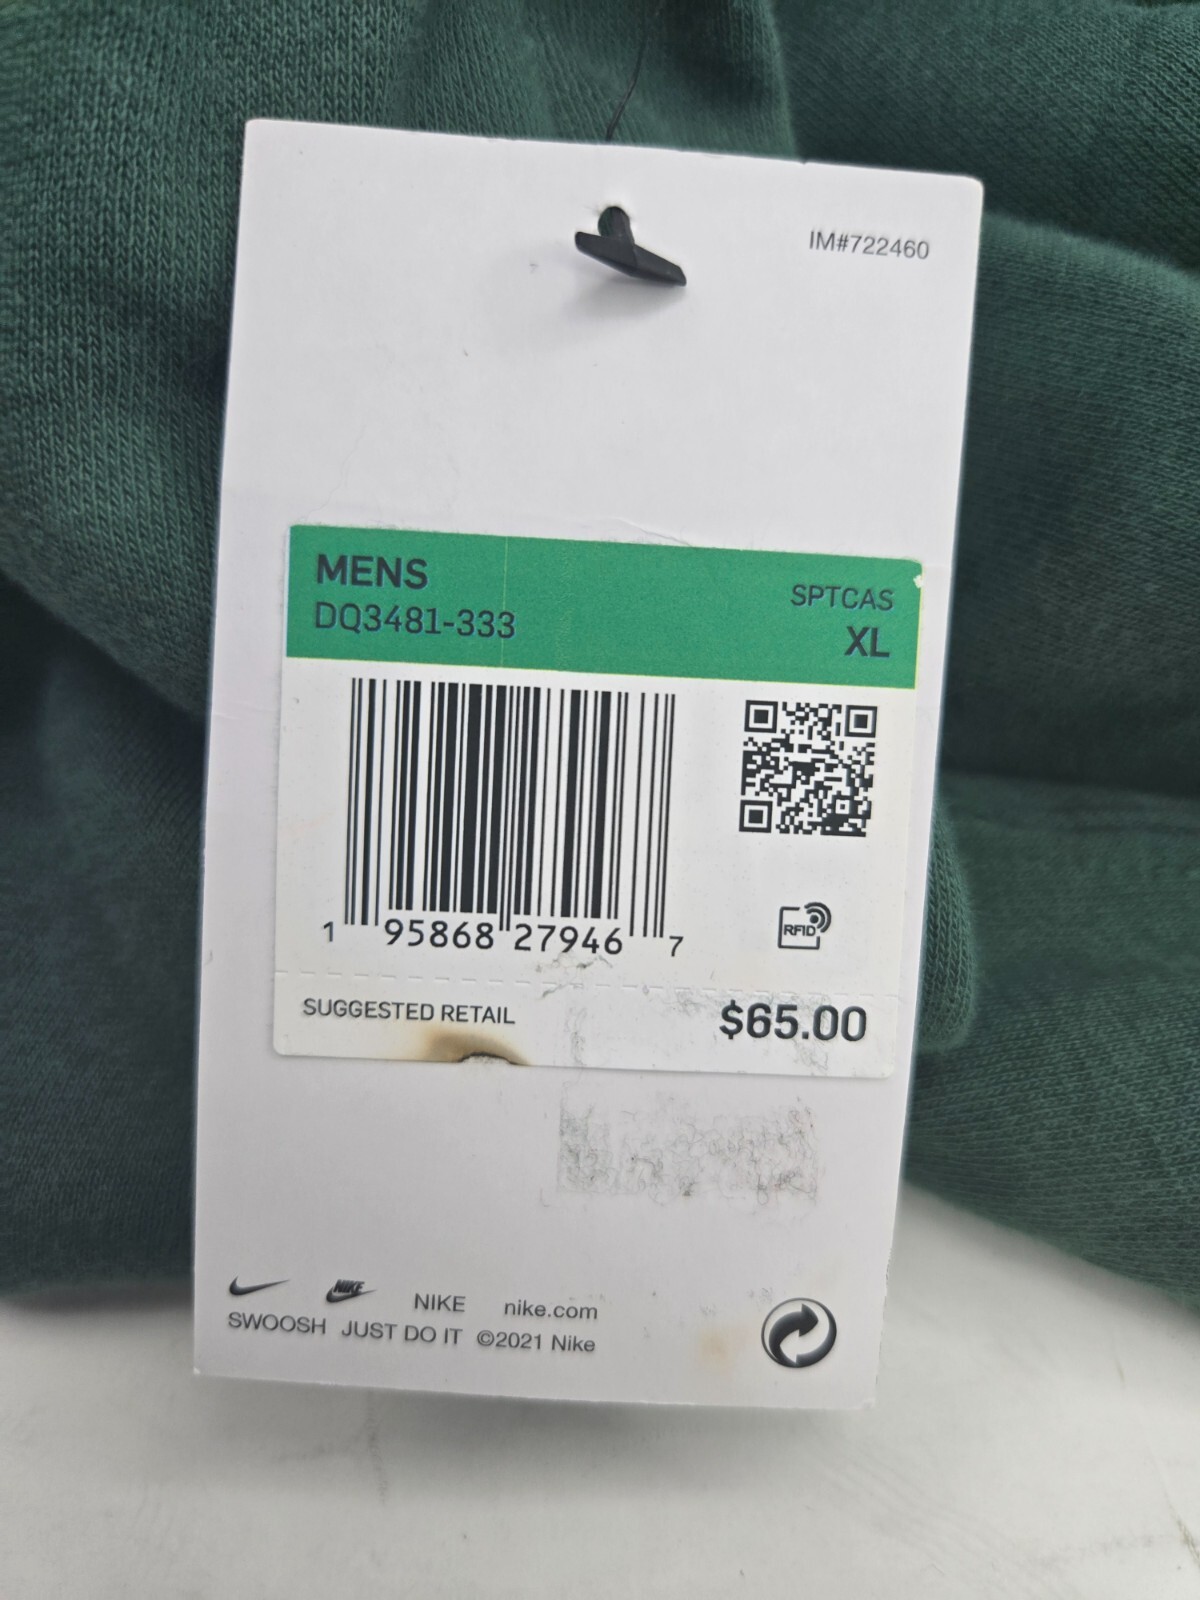 IM#722460
MENS
DQ3481-333
SPTCAS
XL
1 95868 27946 7
RFID
SUGGESTED RETAIL $65.00
NIKE NIKE nike.com
SWOOSH JUST DO IT ©2021 Nike